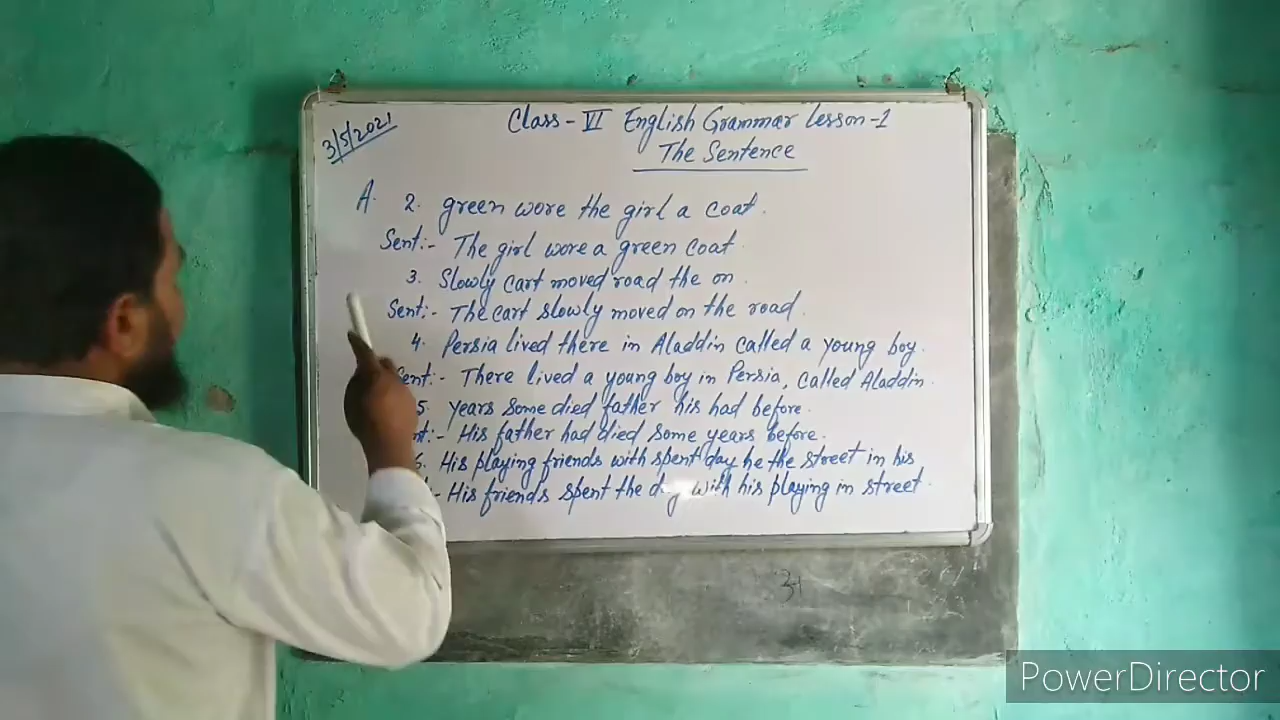 3/5/2021
Class - VI English Grammar Lesson-1
The Sentence
A. 2. green wore the girl a coat.
Sent:- The girl wore a green coat.
3. Slowly cart moved road the on.
Sent:- The cart slowly moved on the road.
4. Persia lived there in Aladdin called a young boy.
ent:- There lived a young boy in Persia, called Aladdin.
5. years some died father his had before.
nt:- His father had died some years before.
6. His playing friends with spent day he the street in his
- His friends spent the day with his playing in street.
31
PowerDirector